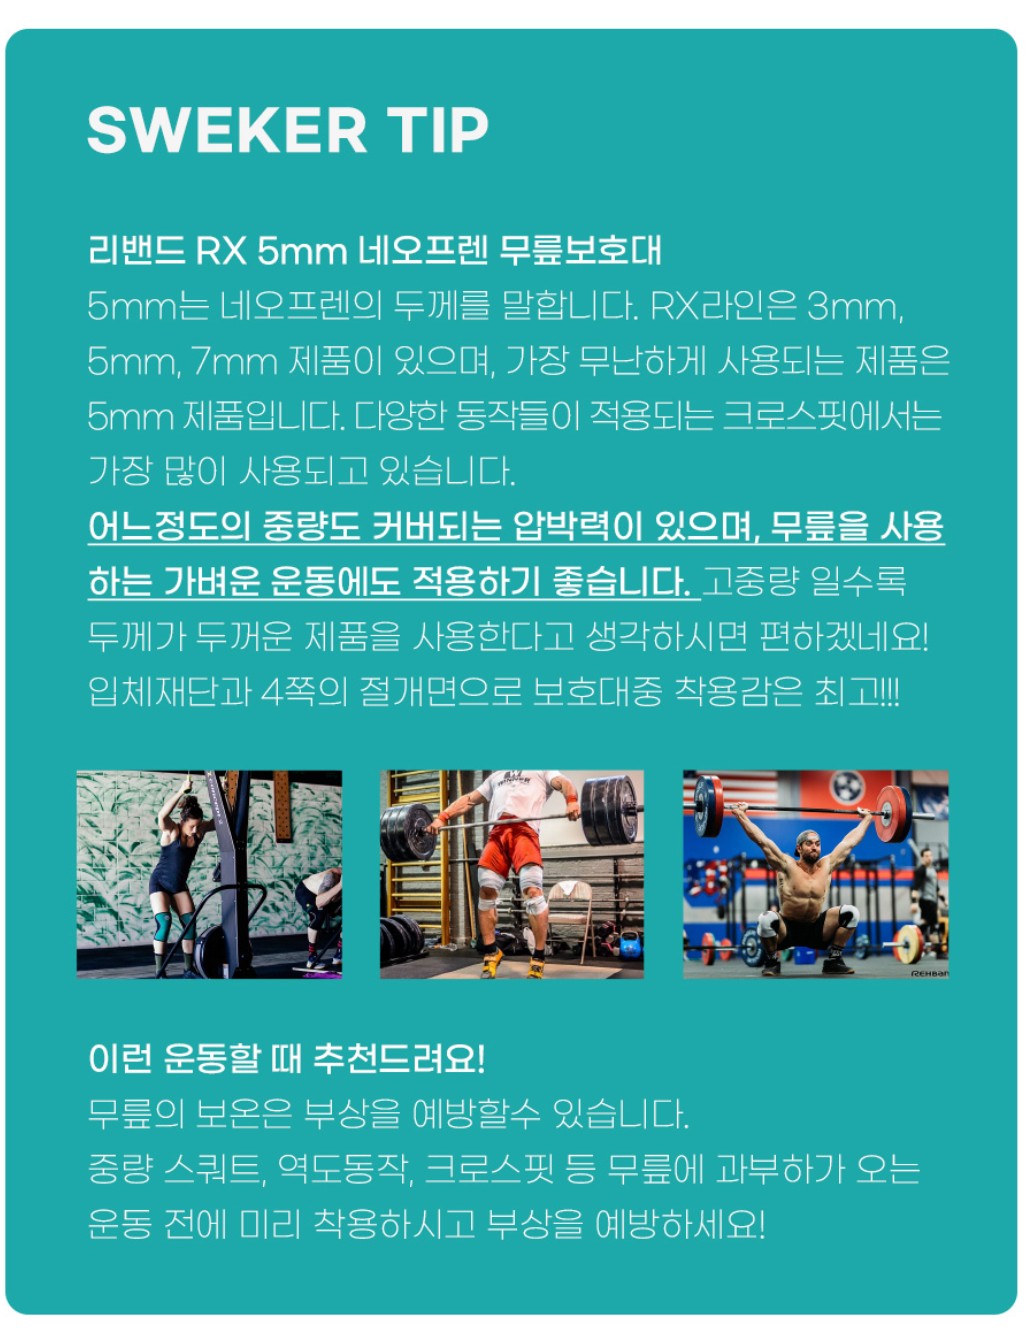 SWEKER TIP
리밴드 RX 5mm 네오프렌 무릎보호대
5mm는 네오프렌의 두께를 말합니다. RX라인은 3mm,
5mm, 7mm 제품이 있으며, 가장 무난하게 사용되는 제품은
5mm 제품입니다. 다양한 동작들이 적용되는 크로스핏에서는
가장 많이 사용되고 있습니다.
어느정도의 중량도 커버되는 압박력이 있으며, 무릎을 사용
하는 가벼운 운동에도 적용하기 좋습니다. 고중량 일수록
두께가 두꺼운 제품을 사용한다고 생각하시면 편하겠네요!
입체재단과 4쪽의 절개면으로 보호대중 착용감은 최고!!!
이런 운동할 때 추천드려요!
무릎의 보온은 부상을 예방할수 있습니다.
중량 스쿼트, 역도동작, 크로스핏 등 무릎에 과부하가 오는
운동 전에 미리 착용하시고 부상을 예방하세요!